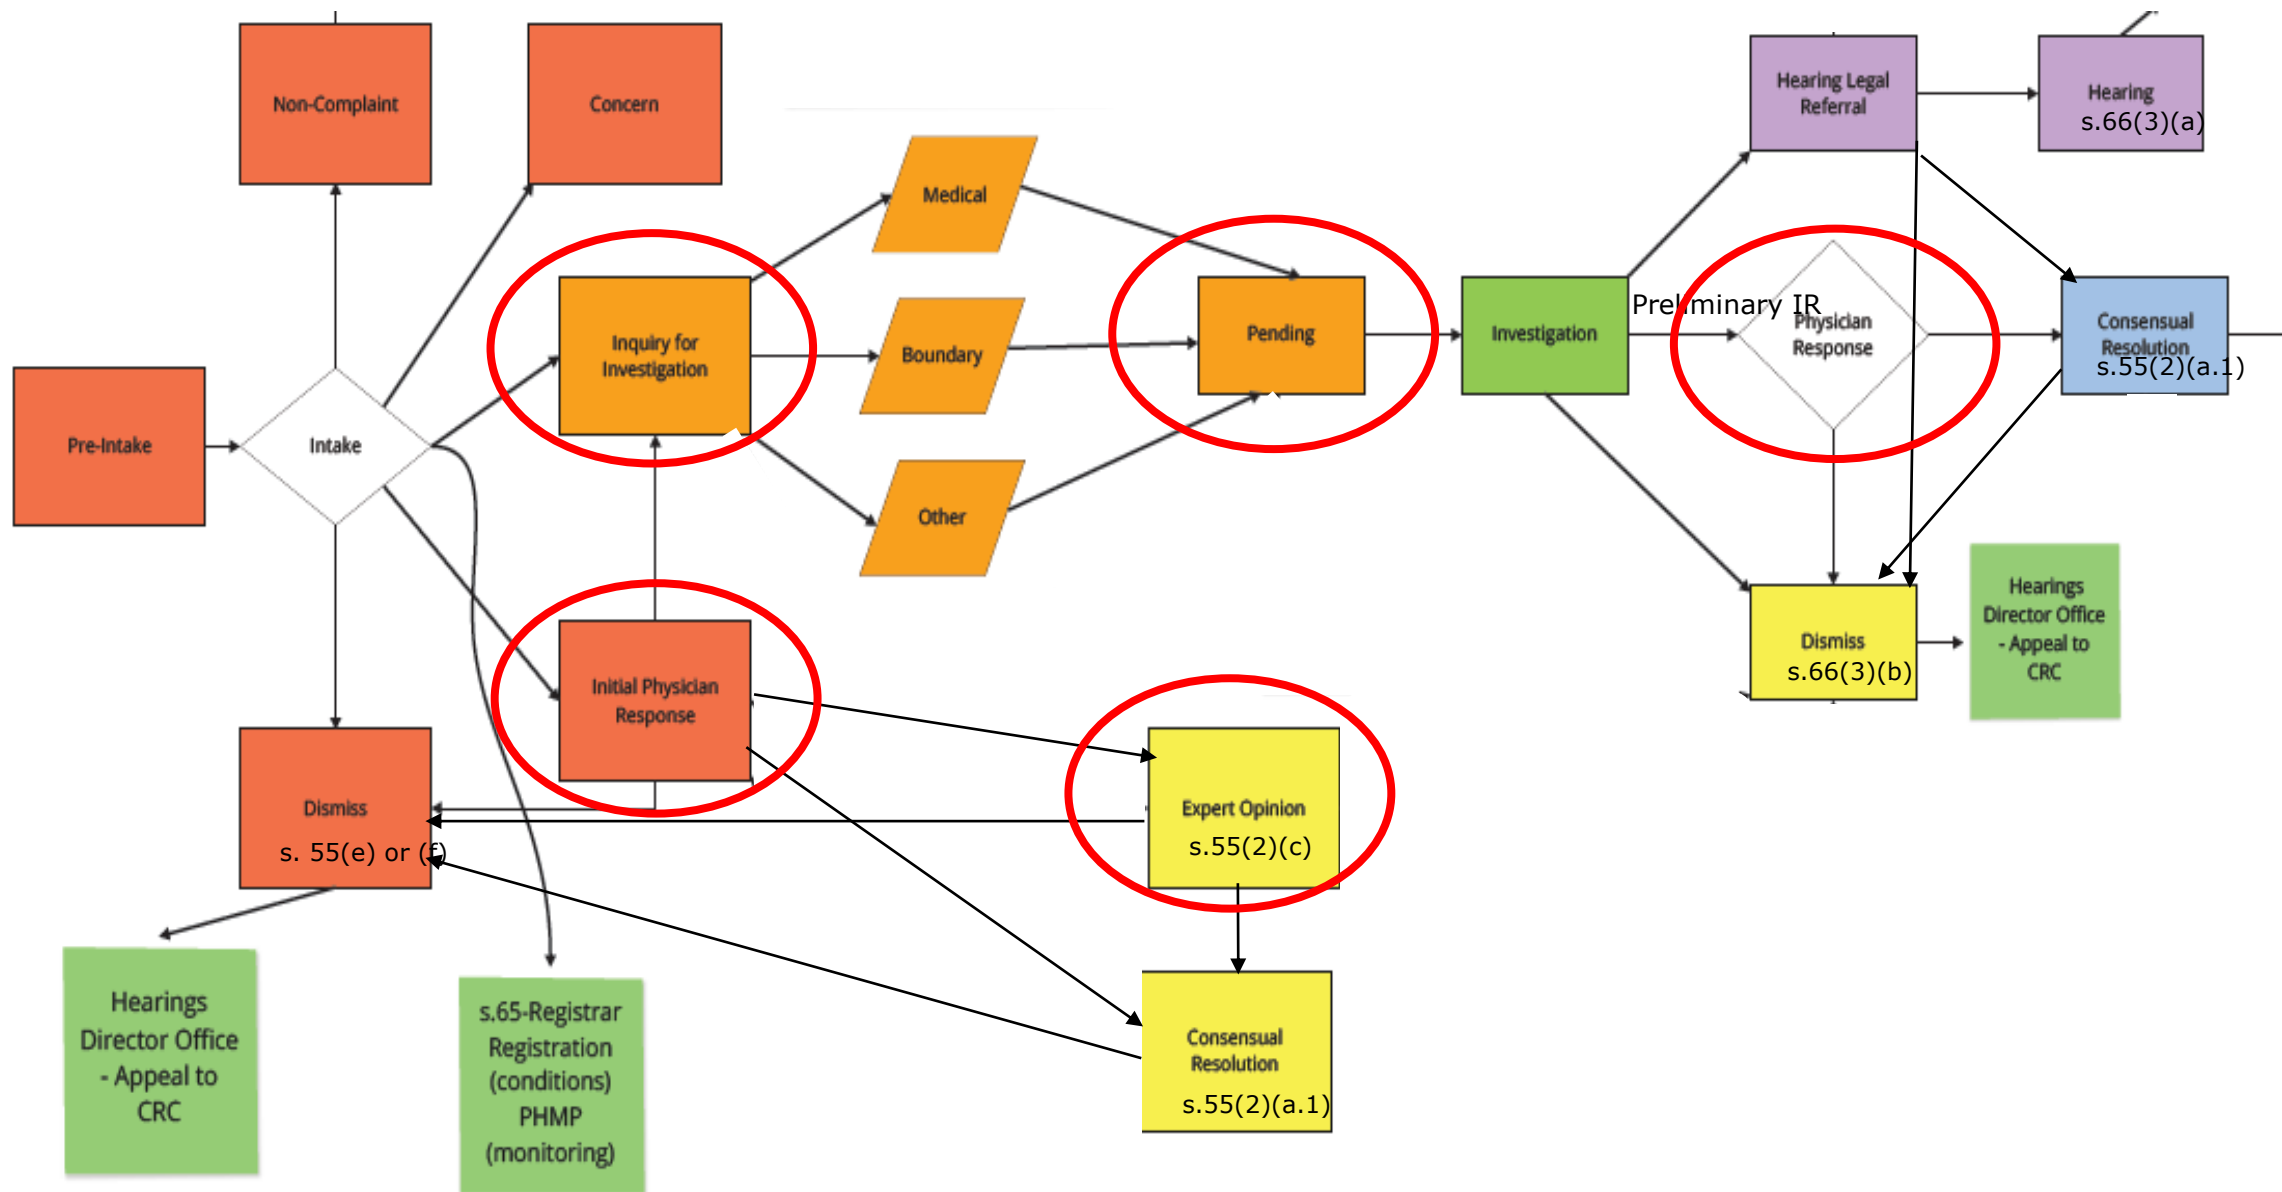 Non-Complaint
Concern
Hearing Legal
Referral
Hearing
s.66(3)(a)
Medical
Inquiry for
Investigation
Boundary
Pending
Investigation
Preliminary IR
Physician
Response
Consensual
Resolution
s.55(2)(a.1)
Pre-Intake
Intake
Other
Initial Physician
Response
Dismiss
s.66(3)(b)
Hearings
Director Office
- Appeal to
CRC
Dismiss
s. 55(e) or (f)
Expert Opinion
s.55(2)(c)
Hearings
Director Office
- Appeal to
CRC
s.65-Registrar
Registration
(conditions)
PHMP
(monitoring)
Consensual
Resolution
s.55(2)(a.1)